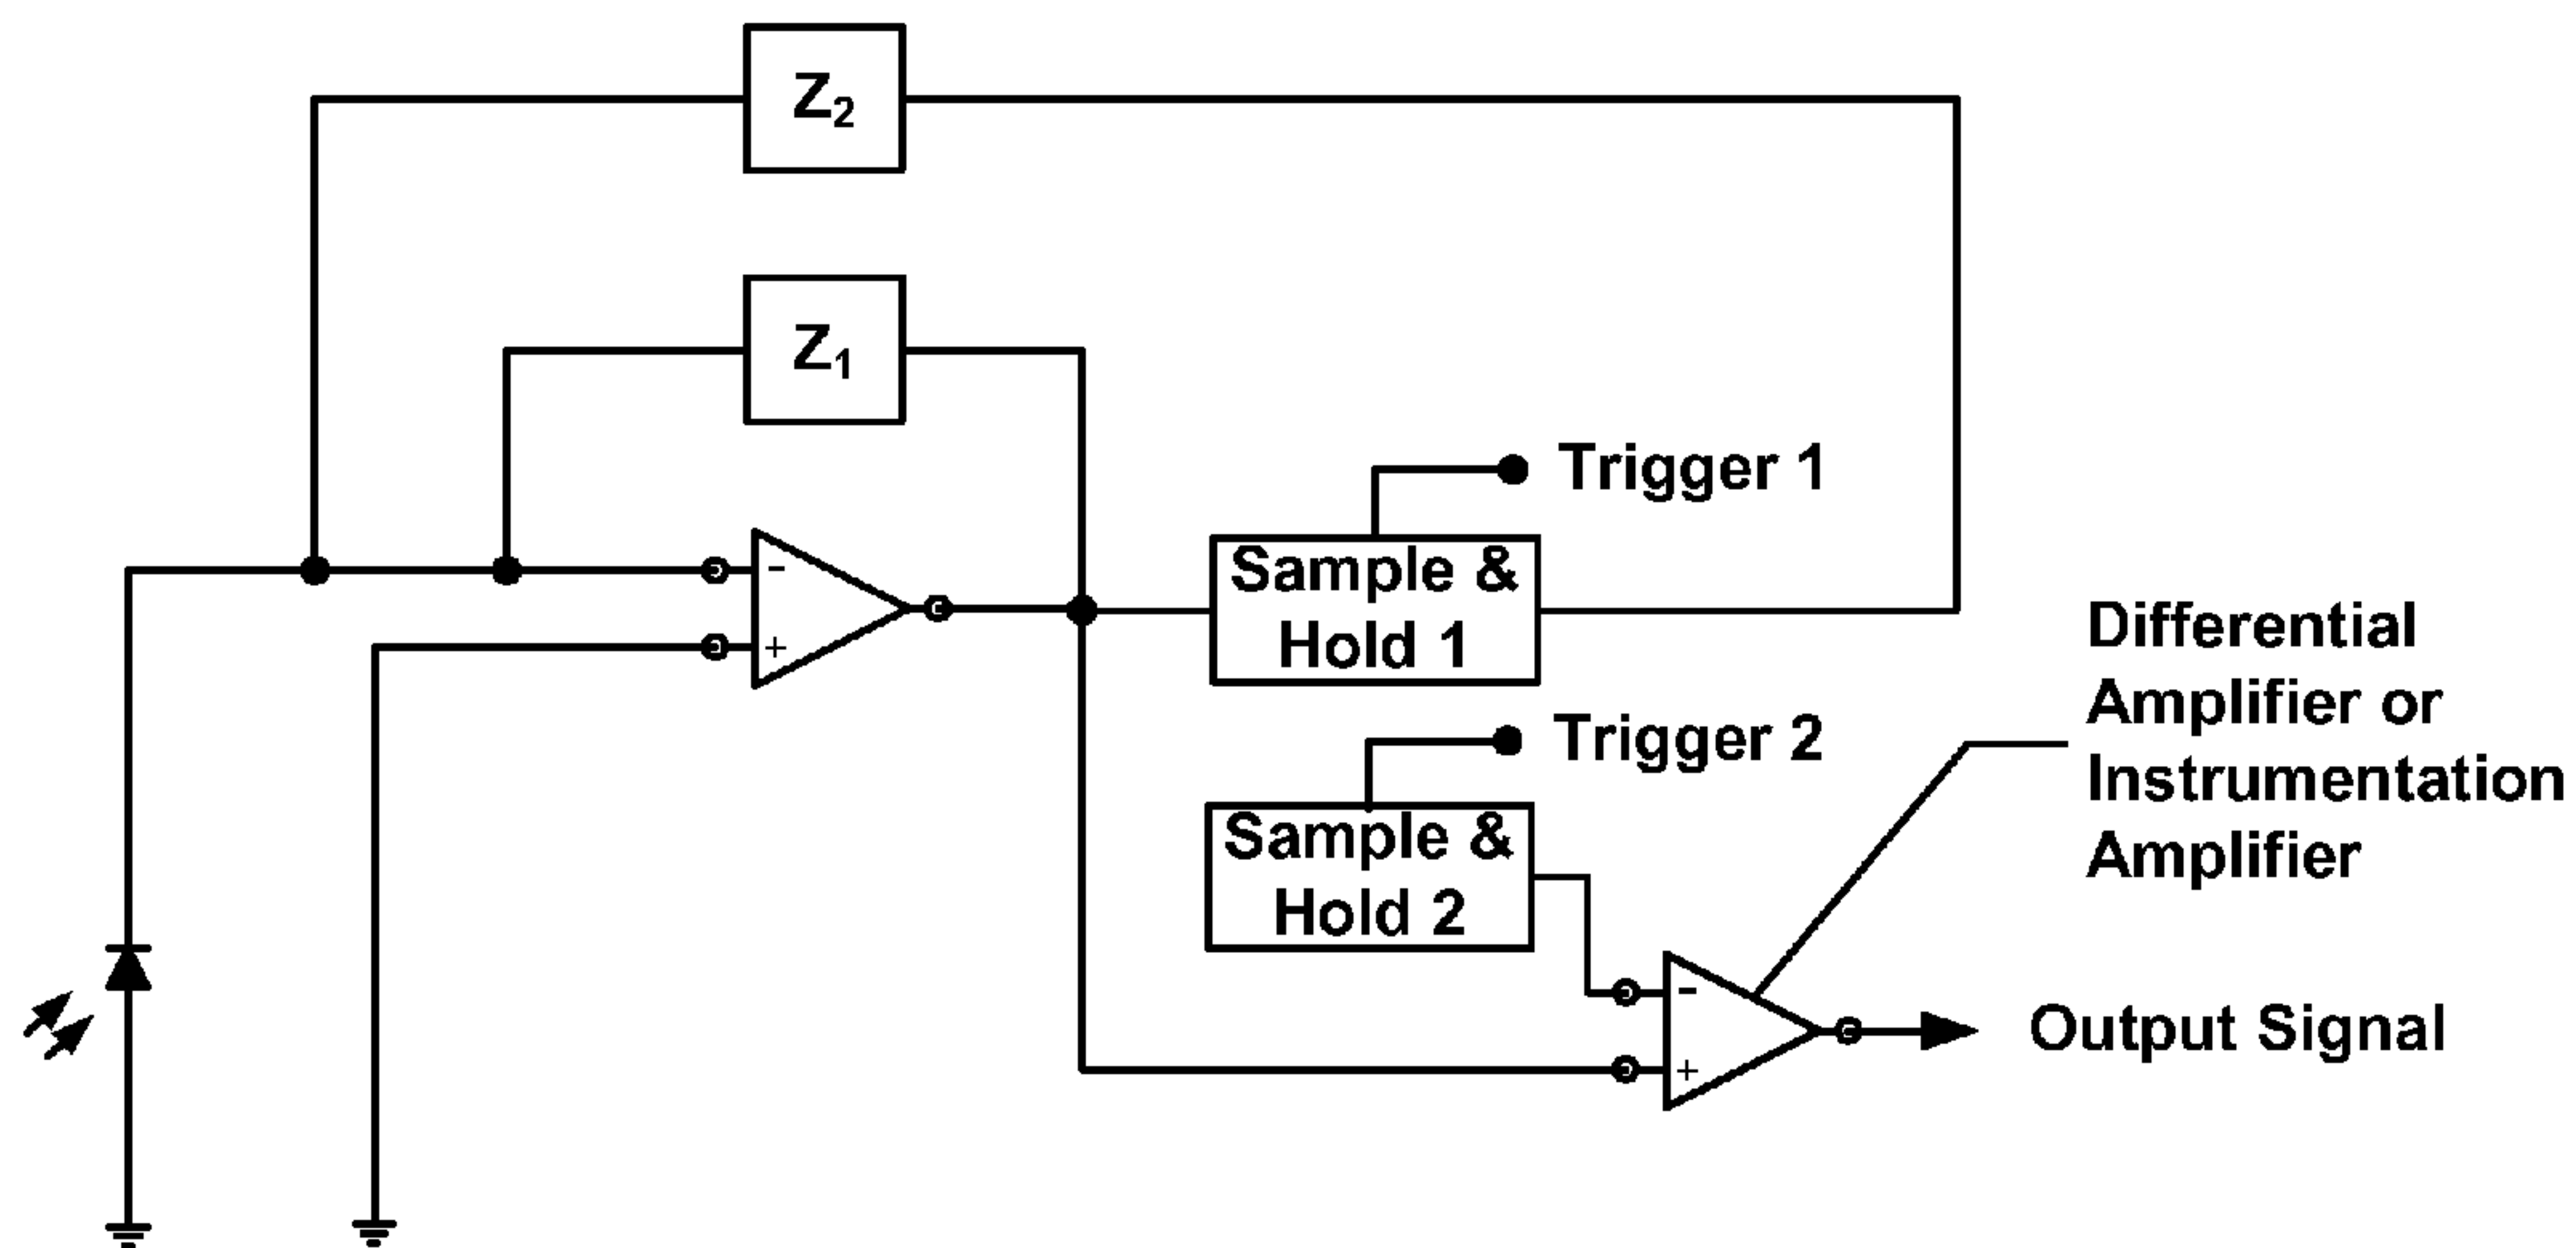 Z₂
Z₁
Trigger 1
Sample &
Hold 1
-
+
Trigger 2
Sample &
Hold 2
Differential
Amplifier or
Instrumentation
Amplifier
-
+
Output Signal